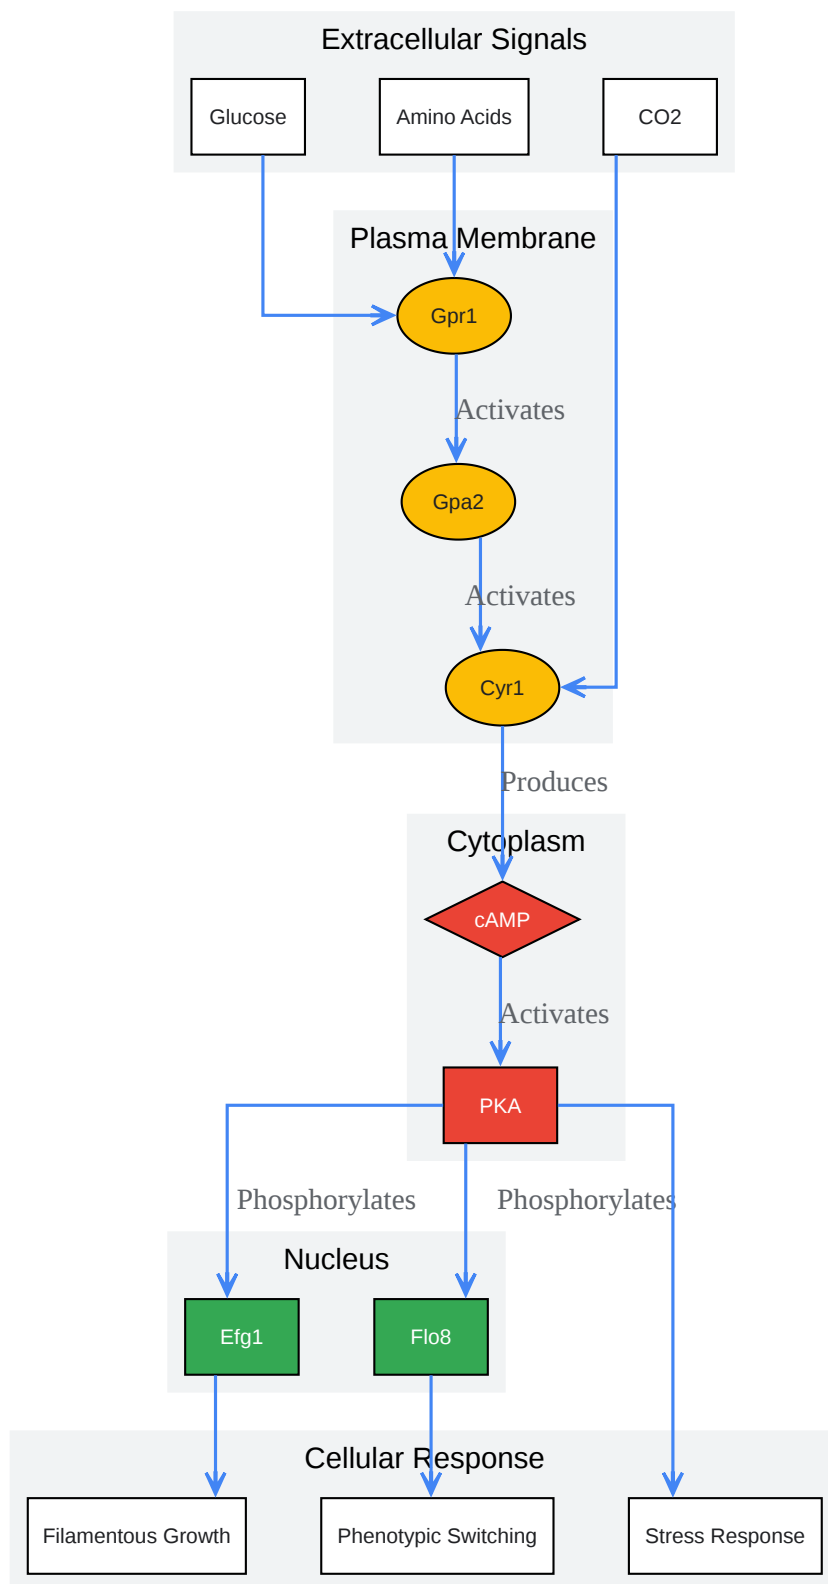 Extracellular Signals
Glucose
Amino Acids
CO2
Plasma Membrane
Gpr1
Activates
Gpa2
Activates
Cyr1
Produces
Cytoplasm
cAMP
Activates
PKA
Phosphorylates
Phosphorylates
Nucleus
Efg1
Flo8
Cellular Response
Filamentous Growth
Phenotypic Switching
Stress Response